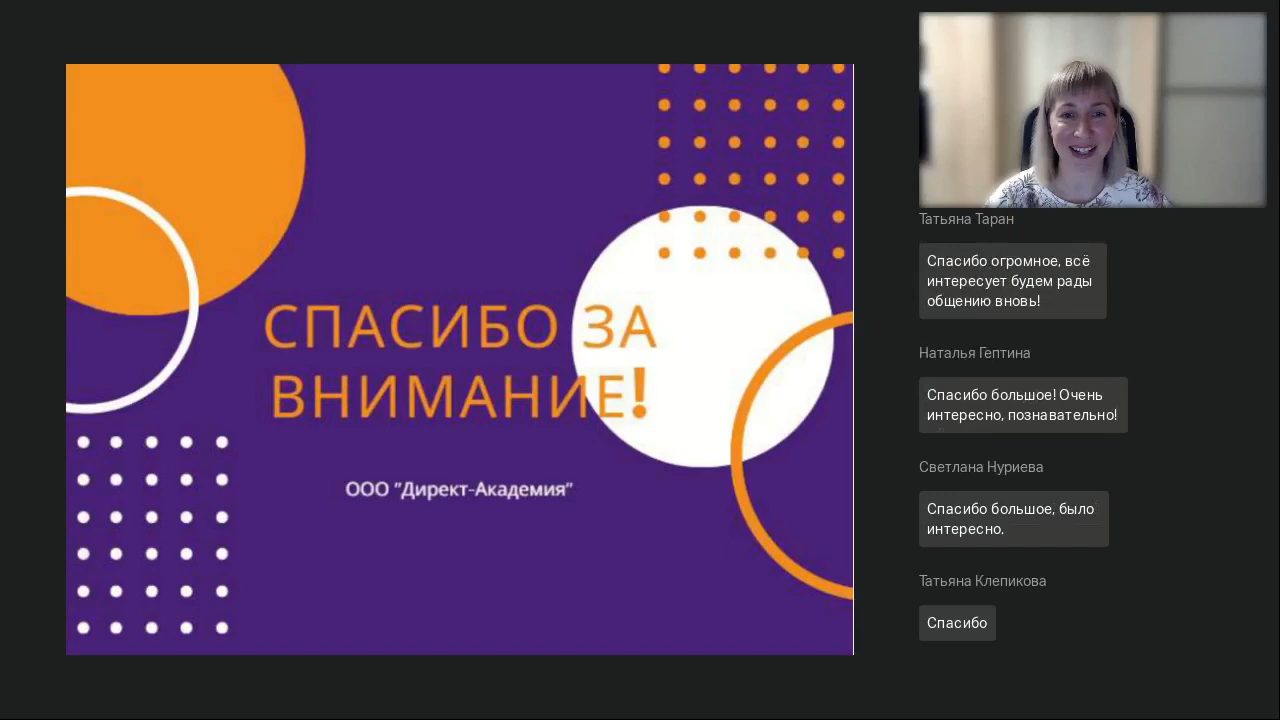 СПАСИБО ЗА
ВНИМАНИЕ!
ООО "Директ-Академия"
Татьяна Таран
Спасибо огромное, всё
интересует будем рады
общению вновь!
Наталья Гептина
Спасибо большое! Очень
интересно, познавательно!
Светлана Нуриева
Спасибо большое, было
интересно.
Татьяна Клепикова
Спасибо